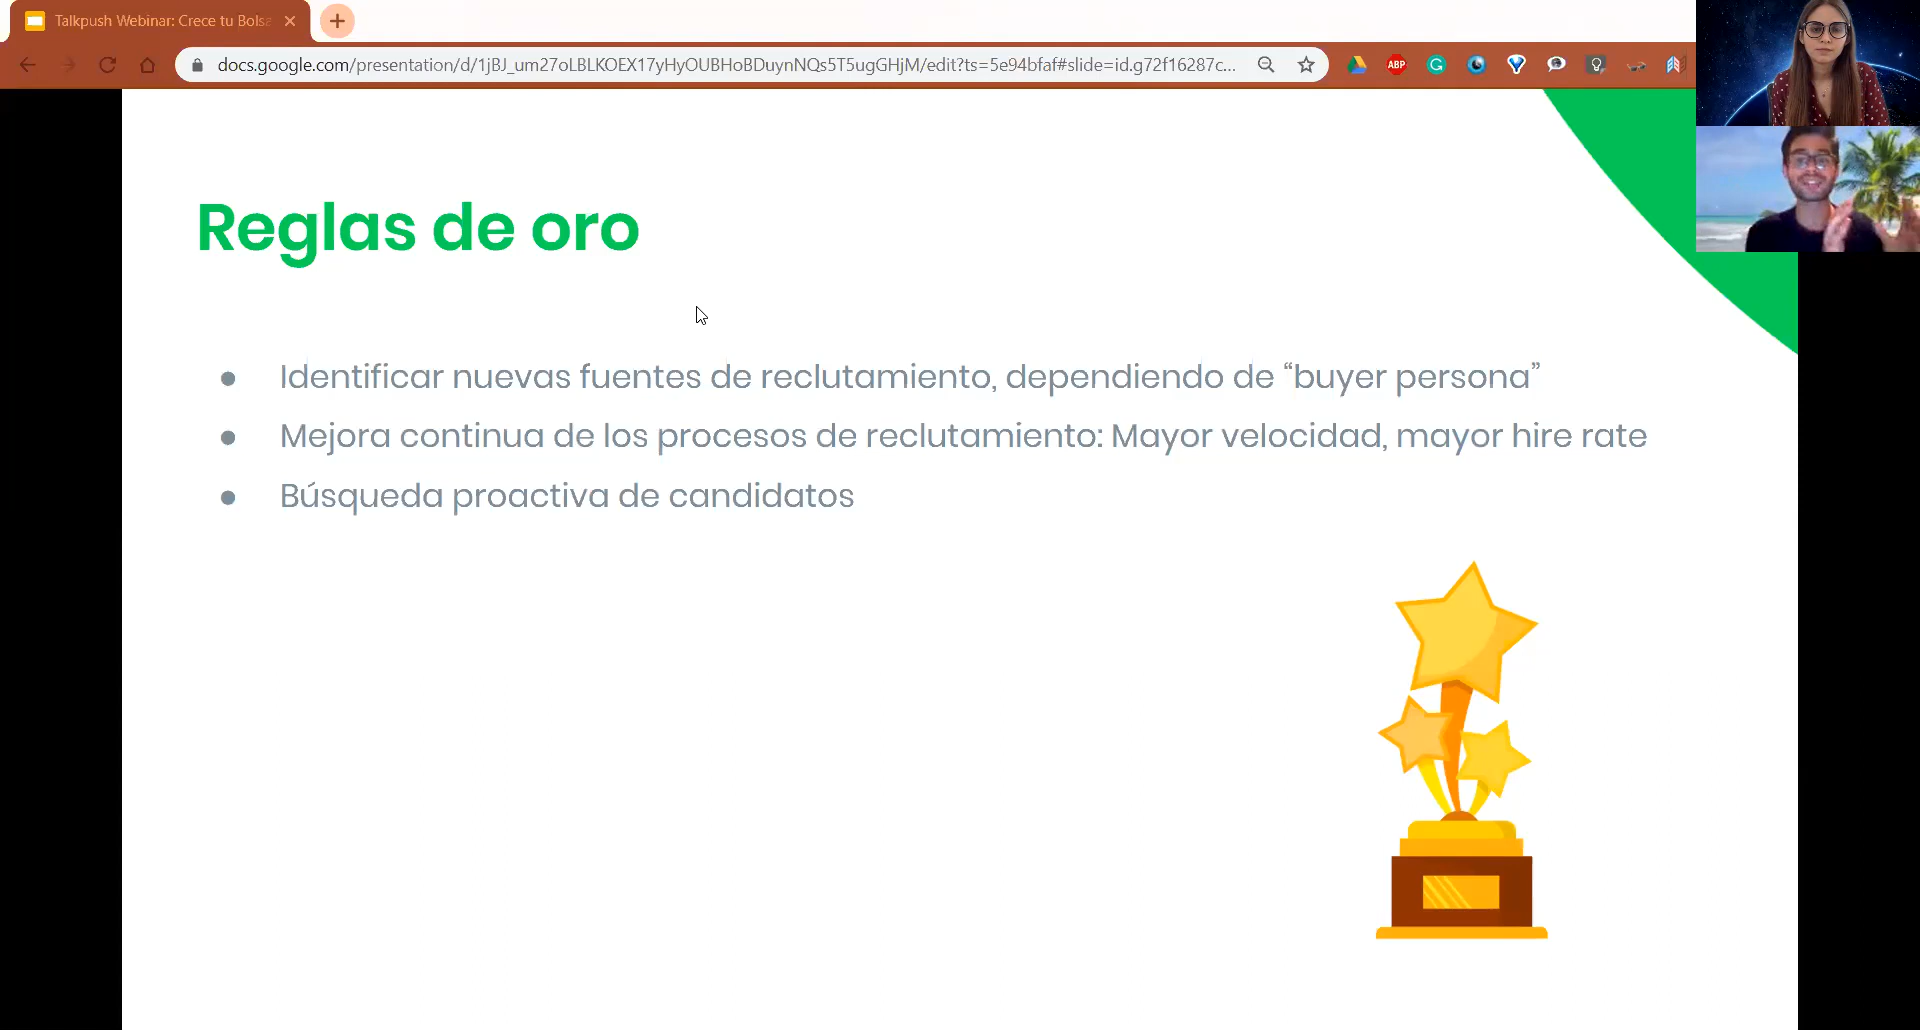 Talkpush Webinar: Crece tu Bolsa
docs.google.com/presentation/d/1jBJ_um27oLBLKOEX17yHyOUBHoBDuynNQs5T5ugGHjM/edit?ts=5e94bfaf#slide=id.g72f16287c...
ABP
Reglas de oro
● Identificar nuevas fuentes de reclutamiento, dependiendo de “buyer persona”
● Mejora continua de los procesos de reclutamiento: Mayor velocidad, mayor hire rate
● Búsqueda proactiva de candidatos